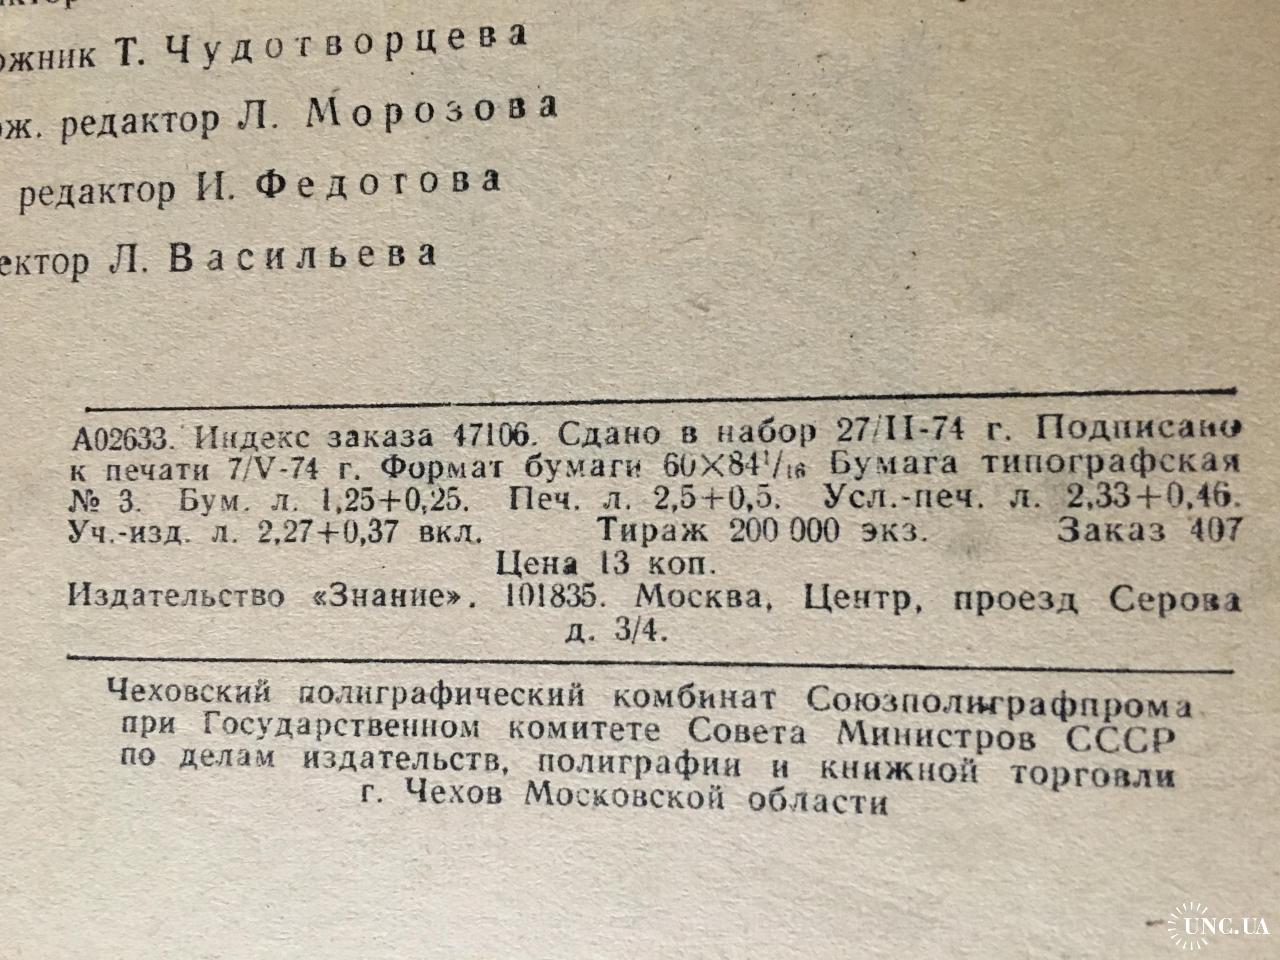 ожник Т. Чудотворцева
ож. редактор Л. Морозова
редактор И. Федотова
ектор Л. Васильева
А02633. Индекс заказа 47106. Сдано в набор 27/II-74 г. Подписано
к печати 7/V-74 г. Формат бумаги 60×84¹/₁₆ Бумага типографская
№ 3. Бум. л. 1,25+0,25. Печ. л. 2,5+0,5. Усл.-печ. л. 2,33+0,46.
Уч.-изд. л. 2,27+0,37 вкл. Тираж 200 000 экз. Заказ 407
Цена 13 коп.
Издательство «Знание». 101835. Москва, Центр, проезд Серова
д. 3/4.
Чеховский полиграфический комбинат Союзполиграфпрома
при Государственном комитете Совета Министров СССР
по делам издательств, полиграфии и книжной торговли
г. Чехов Московской области
UNC.UA